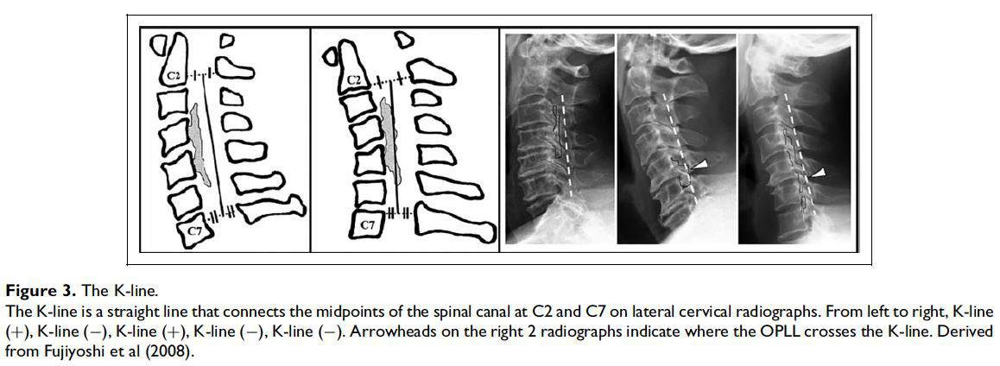 C2
C7
C2
C7
Figure 3. The K-line.
The K-line is a straight line that connects the midpoints of the spinal canal at C2 and C7 on lateral cervical radiographs. From left to right, K-line
(+), K-line (−), K-line (+), K-line (−), K-line (−). Arrowheads on the right 2 radiographs indicate where the OPLL crosses the K-line. Derived
from Fujiyoshi et al (2008).